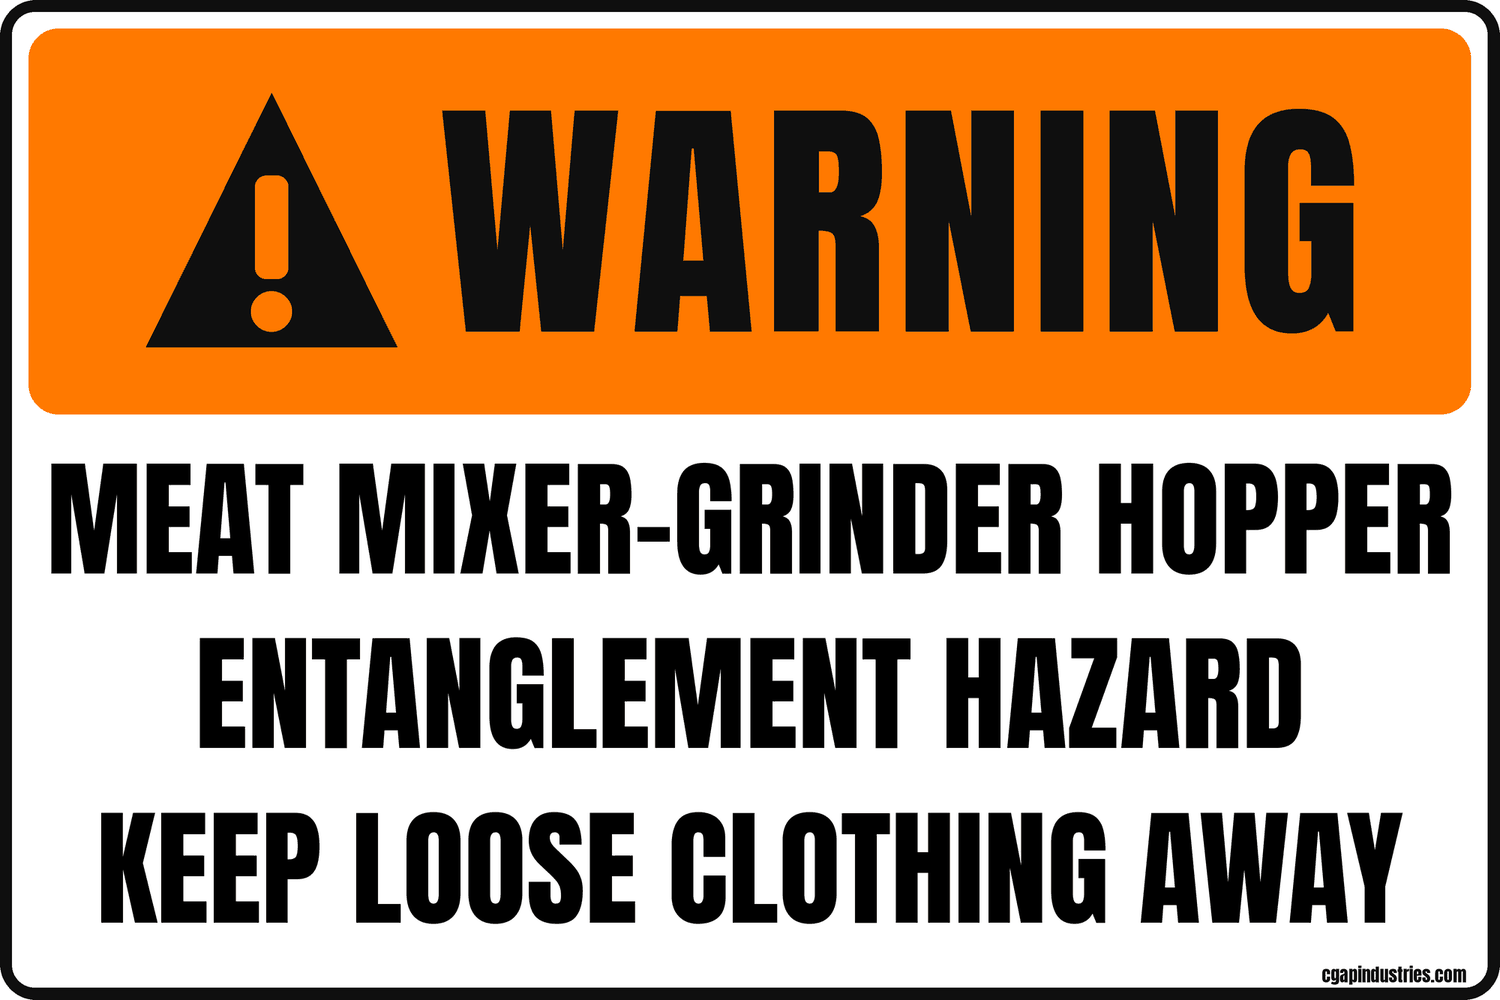 WARNING
MEAT MIXER-GRINDER HOPPER
ENTANGLEMENT HAZARD
KEEP LOOSE CLOTHING AWAY
cgapindustries.com